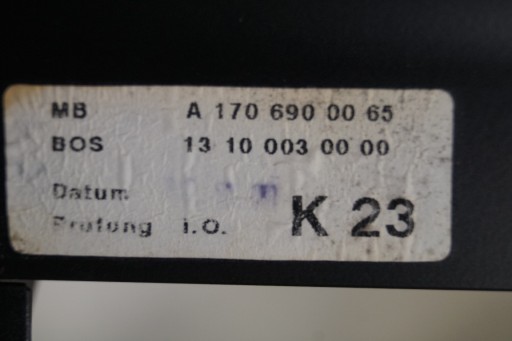 MB A 170 690 00 65
BOS 13 10 003 00 00
Datum
Prüfung i.O. K 23